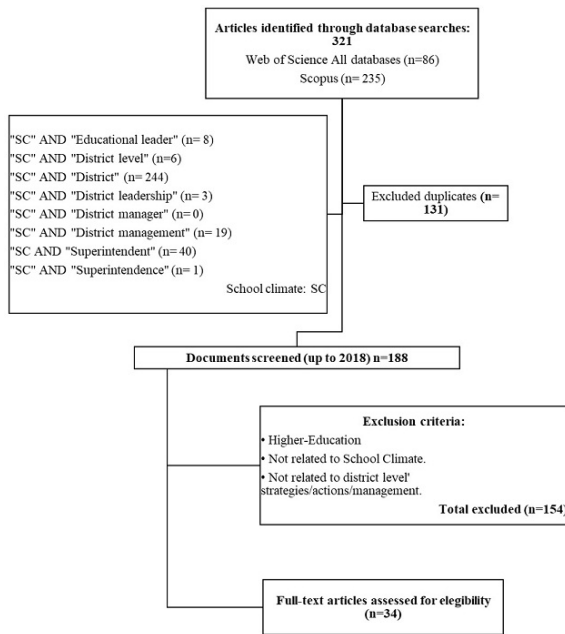 Articles identified through database searches:
321
Web of Science All databases (n=86)
Scopus (n= 235)
"SC" AND "Educational leader" (n= 8)
"SC" AND "District level" (n=6)
"SC" AND "District" (n= 244)
"SC" AND "District leadership" (n= 3)
"SC" AND "District manager" (n= 0)
"SC" AND "District management" (n= 19)
"SC AND "Superintendent" (n= 40)
"SC" AND "Superintendence" (n= 1)
School climate: SC
Excluded duplicates (n=
131)
Documents screened (up to 2018) n=188
Exclusion criteria:
• Higher-Education
• Not related to School Climate.
• Not related to district level'
strategies/actions/management.
Total excluded (n=154)
Full-text articles assessed for elegibility
(n=34)